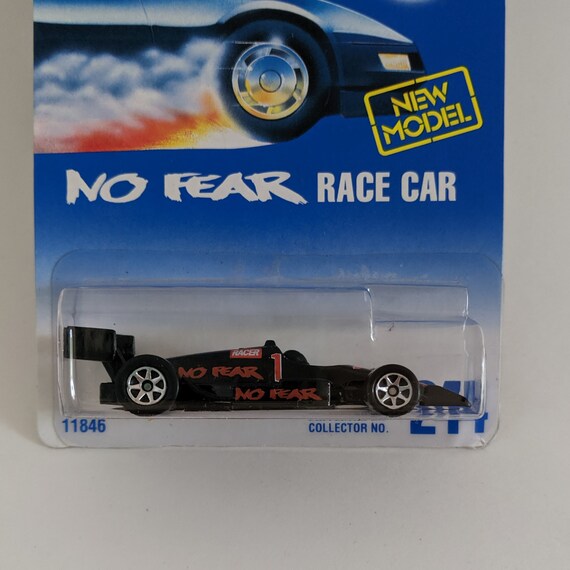 NEW
MODEL
NO FEAR RACE CAR
RACER
1
NO FEAR
NO FEAR
11846
COLLECTOR NO.